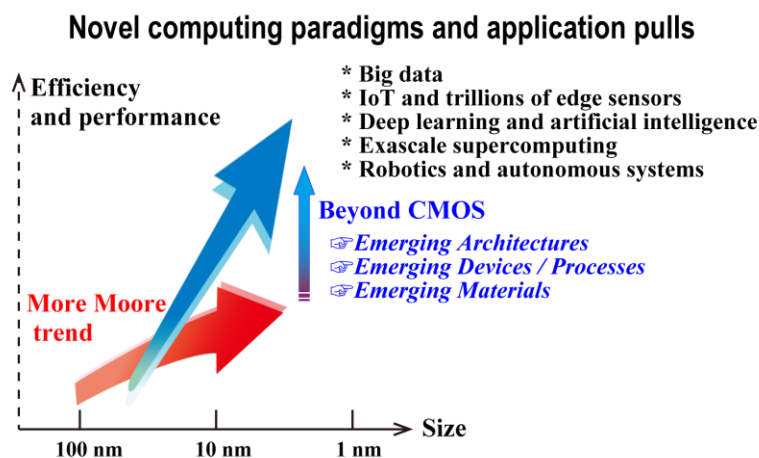 Novel computing paradigms and application pulls
Efficiency
and performance
* Big data
* IoT and trillions of edge sensors
* Deep learning and artificial intelligence
* Exascale supercomputing
* Robotics and autonomous systems
Beyond CMOS
☞Emerging Architectures
☞Emerging Devices / Processes
☞Emerging Materials
More Moore
trend
Size
100 nm
10 nm
1 nm